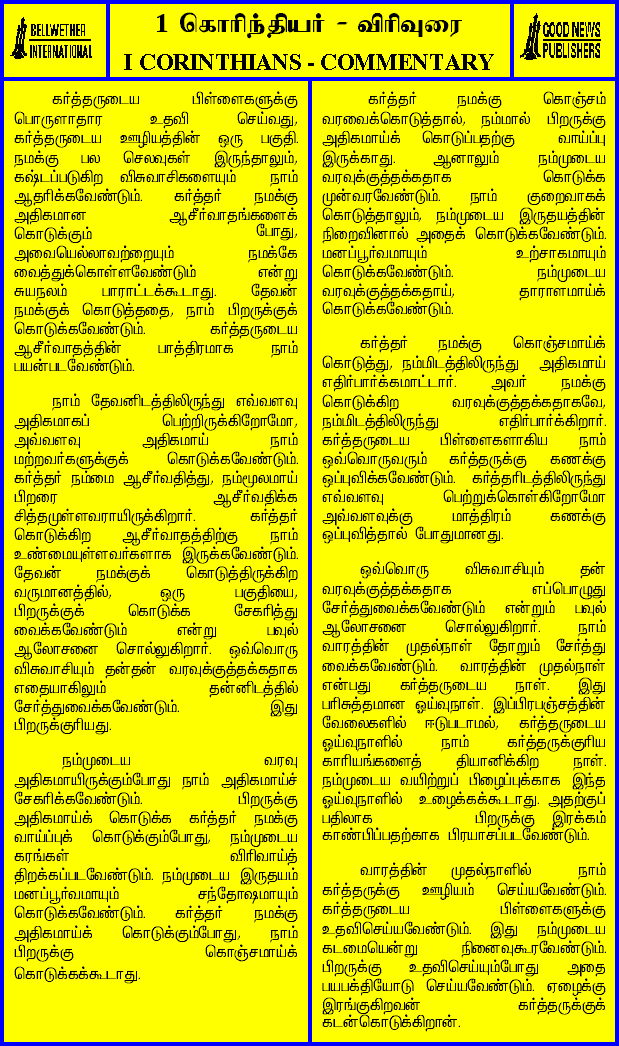 BELLWETHER
INTERNATIONAL
1 கொரிந்தியர் - விரிவுரை
I CORINTHIANS - COMMENTARY
GOOD NEWS
PUBLISHERS
கர்த்தருடைய பிள்ளைகளுக்கு
பொருளாதார உதவி செய்வது,
கர்த்தருடைய ஊழியத்தின் ஒரு பகுதி.
நமக்கு பல செலவுகள் இருந்தாலும்,
கஷ்டப்படுகிற விசுவாசிகளையும் நாம்
ஆதரிக்கவேண்டும். கர்த்தர் நமக்கு
அதிகமான ஆசீர்வாதங்களைக்
கொடுக்கும் போது,
அவையெல்லாவற்றையும் நமக்கே
வைத்துக்கொள்ளவேண்டும் என்று
சுயநலம் பாராட்டக்கூடாது. தேவன்
நமக்குக் கொடுத்ததை, நாம் பிறருக்குக்
கொடுக்கவேண்டும். கர்த்தருடைய
ஆசீர்வாதத்தின் பாத்திரமாக நாம்
பயன்படவேண்டும்.
நாம் தேவனிடத்திலிருந்து எவ்வளவு
அதிகமாகப் பெற்றிருக்கிறோமோ,
அவ்வளவு அதிகமாய் நாம்
மற்றவர்களுக்குக் கொடுக்கவேண்டும்.
கர்த்தர் நம்மை ஆசீர்வதித்து, நம்மூலமாய்
பிறரை ஆசீர்வதிக்க
சித்தமுள்ளவராயிருக்கிறார். கர்த்தர்
கொடுக்கிற ஆசீர்வாதத்திற்கு நாம்
உண்மையுள்ளவர்களாக இருக்கவேண்டும்.
தேவன் நமக்குக் கொடுத்திருக்கிற
வருமானத்தில், ஒரு பகுதியை,
பிறருக்குக் கொடுக்க சேகரித்து
வைக்கவேண்டும் என்று பவுல்
ஆலோசனை சொல்லுகிறார். ஒவ்வொரு
விசுவாசியும் தன்தன் வரவுக்குத்தக்கதாக
எதையாகிலும் தன்னிடத்தில்
சேர்த்துவைக்கவேண்டும். இது
பிறருக்குரியது.
நம்முடைய வரவு
அதிகமாயிருக்கும்போது நாம் அதிகமாய்ச்
சேகரிக்கவேண்டும். பிறருக்கு
அதிகமாய்க் கொடுக்க கர்த்தர் நமக்கு
வாய்ப்புக் கொடுக்கும்போது, நம்முடைய
கரங்கள் விரிவாய்த்
திறக்கப்படவேண்டும். நம்முடைய இருதயம்
மனப்பூர்வமாயும் சந்தோஷமாயும்
கொடுக்கவேண்டும். கர்த்தர் நமக்கு
அதிகமாய்க் கொடுக்கும்போது, நாம்
பிறருக்கு கொஞ்சமாய்க்
கொடுக்கக்கூடாது.
கர்த்தர் நமக்கு கொஞ்சம்
வரவைக்கொடுத்தால், நம்மால் பிறருக்கு
அதிகமாய்க் கொடுப்பதற்கு வாய்ப்பு
இருக்காது. ஆனாலும் நம்முடைய
வரவுக்குத்தக்கதாக கொடுக்க
முன்வரவேண்டும். நாம் குறைவாகக்
கொடுத்தாலும், நம்முடைய இருதயத்தின்
நிறைவினால் அதைக் கொடுக்கவேண்டும்.
மனப்பூர்வமாயும் உற்சாகமாயும்
கொடுக்கவேண்டும். நம்முடைய
வரவுக்குத்தக்கதாய், தாராளமாய்க்
கொடுக்கவேண்டும்.
கர்த்தர் நமக்கு கொஞ்சமாய்க்
கொடுத்து, நம்மிடத்திலிருந்து அதிகமாய்
எதிர்பார்க்கமாட்டார். அவர் நமக்கு
கொடுக்கிற வரவுக்குத்தக்கதாகவே,
நம்மிடத்திலிருந்து எதிர்பார்க்கிறார்.
கர்த்தருடைய பிள்ளைகளாகிய நாம்
ஒவ்வொருவரும் கர்த்தருக்கு கணக்கு
ஒப்புவிக்கவேண்டும். கர்த்தரிடத்திலிருந்து
எவ்வளவு பெற்றுக்கொள்கிறோமோ
அவ்வளவுக்கு மாத்திரம் கணக்கு
ஒப்புவித்தால் போதுமானது.
ஒவ்வொரு விசுவாசியும் தன்
வரவுக்குத்தக்கதாக எப்பொழுது
சேர்த்துவைக்கவேண்டும் என்றும் பவுல்
ஆலோசனை சொல்லுகிறார். நாம்
வாரத்தின் முதல்நாள் தோறும் சேர்த்து
வைக்கவேண்டும். வாரத்தின் முதல்நாள்
என்பது கர்த்தருடைய நாள். இது
பரிசுத்தமான ஓய்வுநாள். இப்பிரபஞ்சத்தின்
வேலைகளில் ஈடுபடாமல், கர்த்தருடைய
ஓய்வுநாளில் நாம் கர்த்தருக்குரிய
காரியங்களைத் தியானிக்கிற நாள்.
நம்முடைய வயிற்றுப் பிழைப்புக்காக இந்த
ஓய்வுநாளில் உழைக்கக்கூடாது. அதற்குப்
பதிலாக பிறருக்கு இரக்கம்
காண்பிப்பதற்காக பிரயாசப்படவேண்டும்.
வாரத்தின் முதல்நாளில் நாம்
கர்த்தருக்கு ஊழியம் செய்யவேண்டும்.
கர்த்தருடைய பிள்ளைகளுக்கு
உதவிசெய்யவேண்டும். இது நம்முடைய
கடமையென்று நினைவுகூரவேண்டும்.
பிறருக்கு உதவிசெய்யும்போது அதை
பயபக்தியோடு செய்யவேண்டும். ஏழைக்கு
இரங்குகிறவன் கர்த்தருக்குக்
கடன்கொடுக்கிறான்.